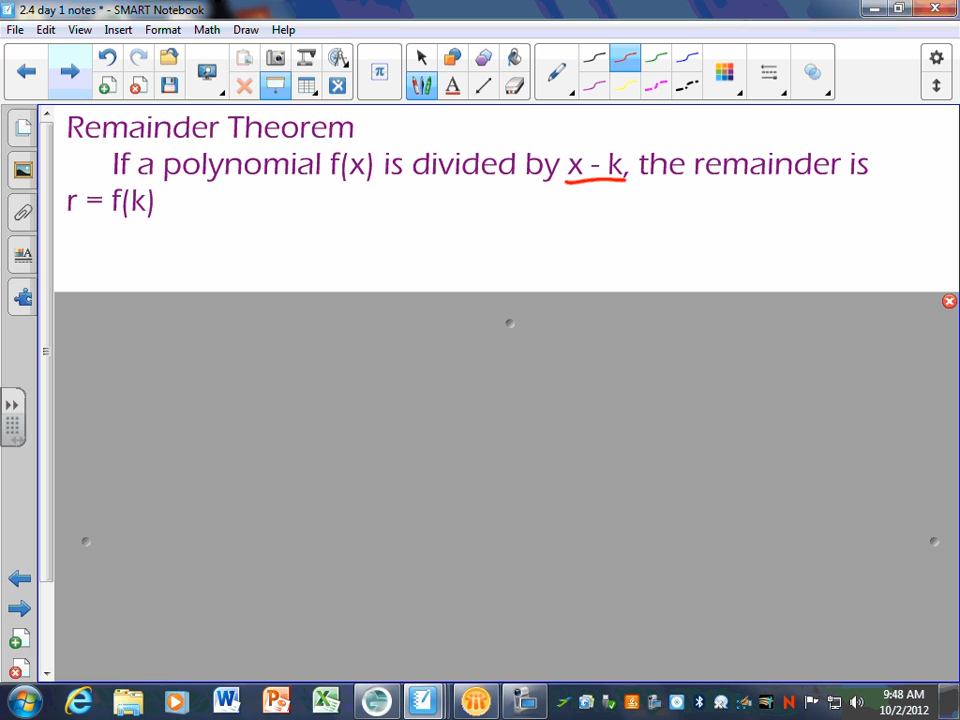 2.4 day 1 notes * - SMART Notebook
File Edit View Insert Format Math Draw Help
Remainder Theorem
If a polynomial f(x) is divided by x - k, the remainder is
r = f(k)
9:48 AM
10/2/2012